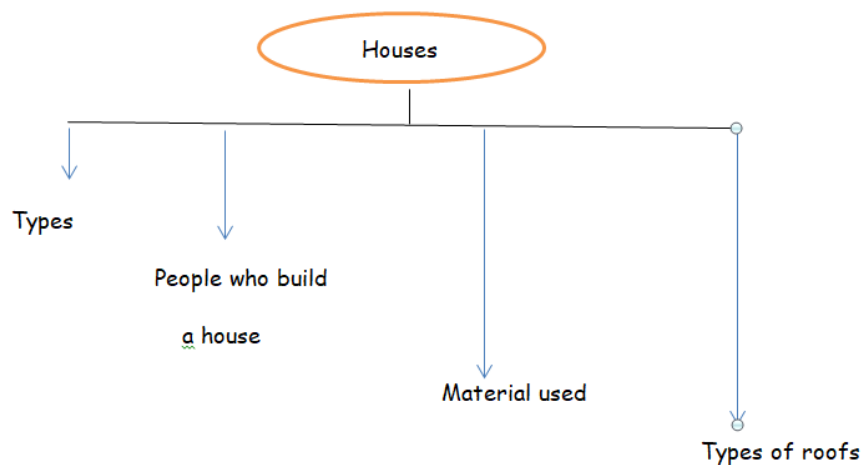 Houses
Types
People who build
a house
Material used
Types of roofs